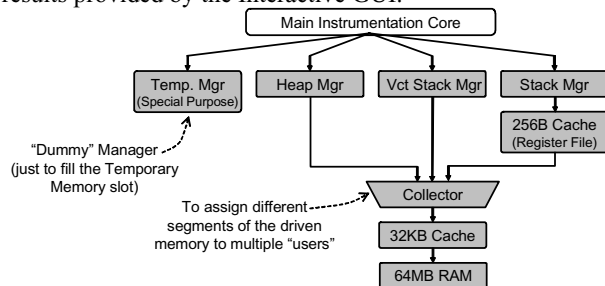 results provided by the Interactive GUI.
Main Instrumentation Core
Temp. Mgr
(Special Purpose)
Heap Mgr
Vct Stack Mgr
Stack Mgr
256B Cache
(Register File)
“Dummy” Manager
(just to fill the Temporary
Memory slot)
Collector
To assign different
segments of the driven
memory to multiple “users”
32KB Cache
64MB RAM